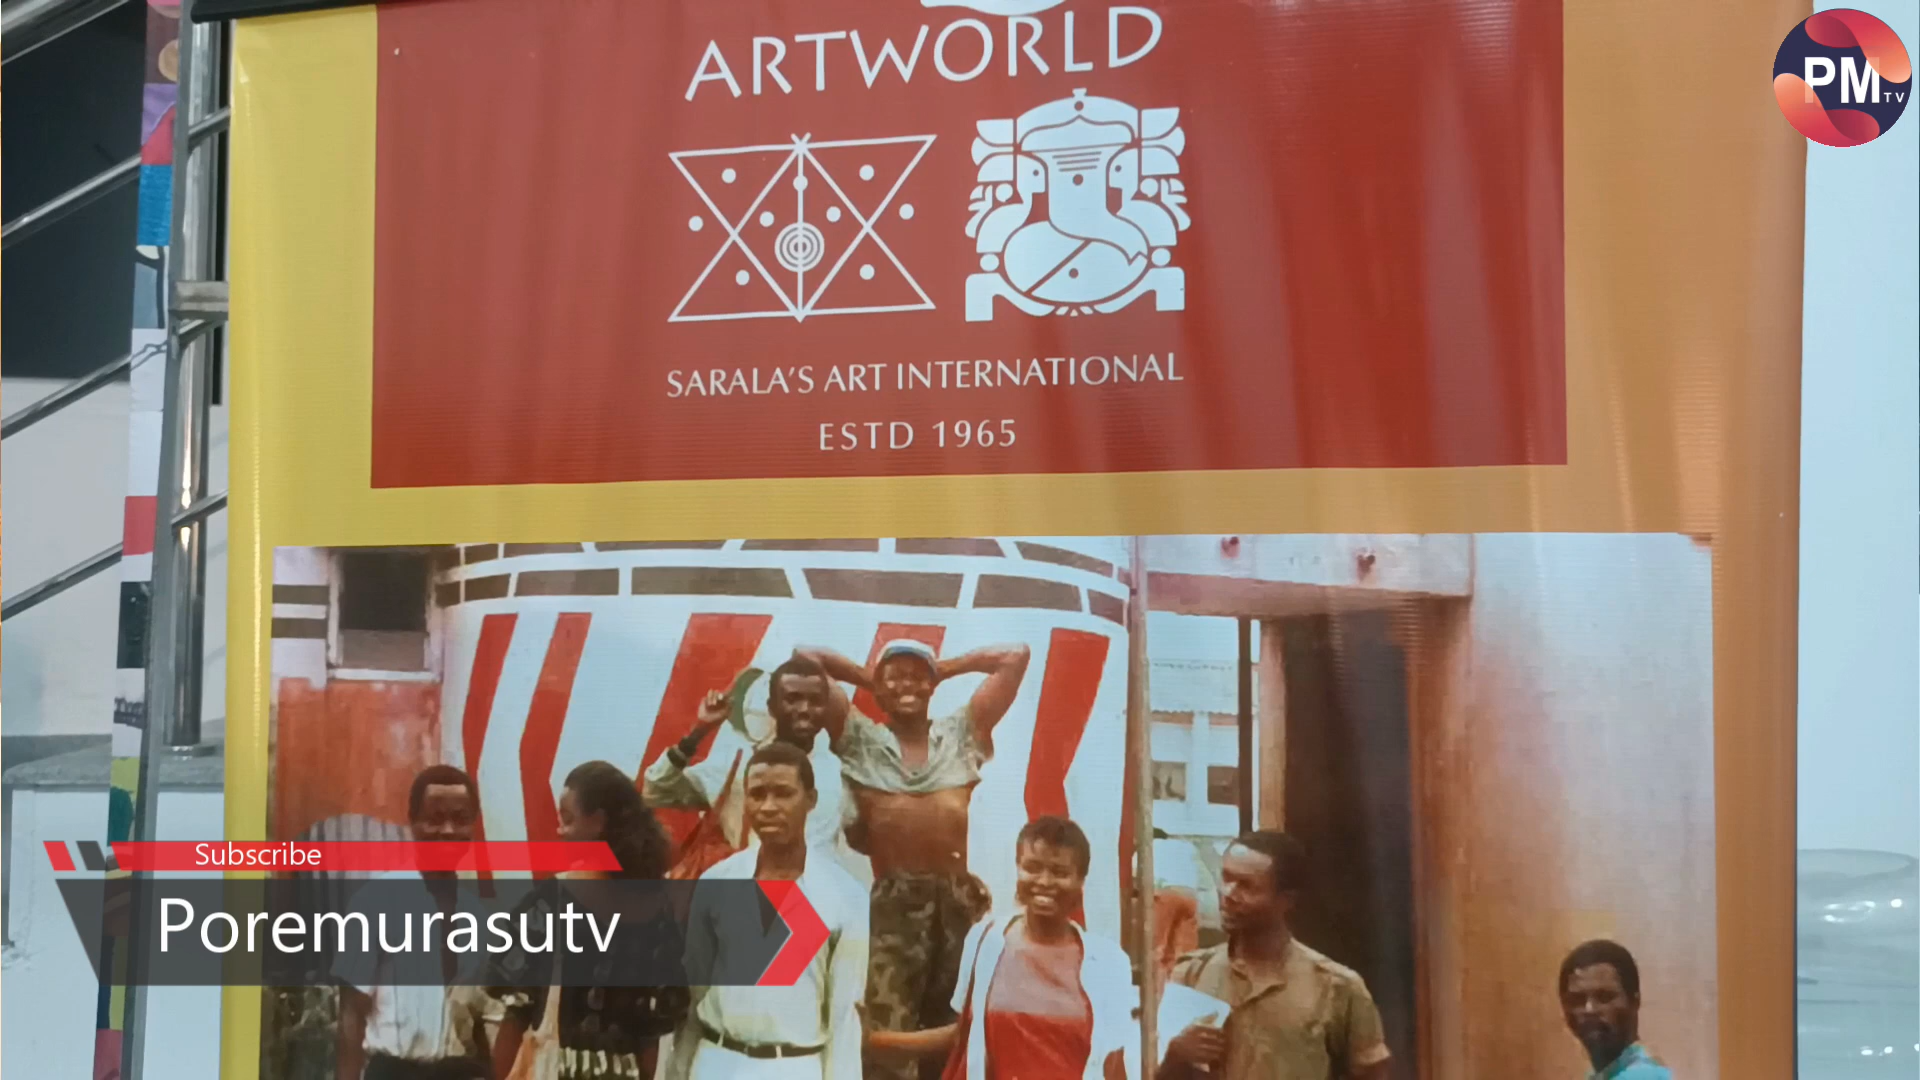 ARTWORLD
PM TV
SARALA'S ART INTERNATIONAL
ESTD 1965
Subscribe
Poremurasutv